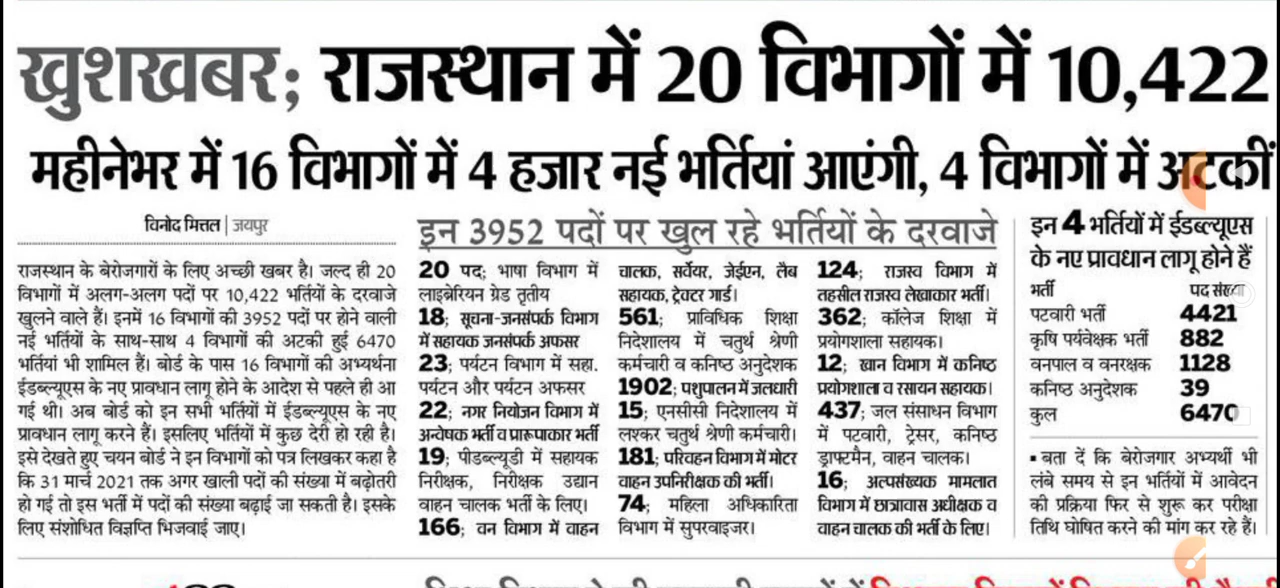 खुशखबर; राजस्थान में 20 विभागों में 10,422
महीनेभर में 16 विभागों में 4 हजार नई भर्तियां आएंगी, 4 विभागों में अटकीं
विनोद मित्तल | जयपुर
राजस्थान के बेरोजगारों के लिए अच्छी खबर है। जल्द ही 20
विभागों में अलग-अलग पदों पर 10,422 भर्तियों के दरवाजे
खुलने वाले हैं। इनमें 16 विभागों की 3952 पदों पर होने वाली
नई भर्तियों के साथ-साथ 4 विभागों की अटकी हुई 6470
भर्तियां भी शामिल हैं। बोर्ड के पास 16 विभागों की अभ्यर्थना
ईडब्ल्यूएस के नए प्रावधान लागू होने के आदेश से पहले ही आ
गई थी। अब बोर्ड को इन सभी भर्तियों में ईडब्ल्यूएस के नए
प्रावधान लागू करने हैं। इसलिए भर्तियों में कुछ देरी हो रही है।
इसे देखते हुए चयन बोर्ड ने इन विभागों को पत्र लिखकर कहा है
कि 31 मार्च 2021 तक अगर खाली पदों की संख्या में बढ़ोतरी
हो गई तो इस भर्ती में पदों की संख्या बढ़ाई जा सकती है। इसके
लिए संशोधित विज्ञप्ति भिजवाई जाए।
इन 3952 पदों पर खुल रहे भर्तियों के दरवाजे
20 पद; भाषा विभाग में
लाइब्रेरियन ग्रेड तृतीय
18; सूचना-जनसंपर्क विभाग
में सहायक जनसंपर्क अफसर
23; पर्यटन विभाग में सहा.
पर्यटन और पर्यटन अफसर
22; नगर नियोजन विभाग में
अन्वेषक भर्ती व प्रारूपाकार भर्ती
19; पीडब्ल्यूडी में सहायक
निरीक्षक, निरीक्षक उद्यान
वाहन चालक भर्ती के लिए।
166; वन विभाग में वाहन
चालक, सर्वेयर, जेईएन, लैब
सहायक, ट्रेक्टर गार्ड।
561; प्राविधिक शिक्षा
निदेशालय में चतुर्थ श्रेणी
कर्मचारी व कनिष्ठ अनुदेशक
1902; पशुपालन में जलधारी
15; एनसीसी निदेशालय में
लश्कर चतुर्थ श्रेणी कर्मचारी।
181; परिवहन विभाग में मोटर
वाहन उपनिरीक्षक की भर्ती।
74; महिला अधिकारिता
विभाग में सुपरवाइजर।
124; राजस्व विभाग में
तहसील राजस्व लेखाकार भर्ती।
362; कॉलेज शिक्षा में
प्रयोगशाला सहायक।
12; खान विभाग में कनिष्ठ
प्रयोगशाला व रसायन सहायक।
437; जल संसाधन विभाग
में पटवारी, ट्रेसर, कनिष्ठ
ड्राफ्टमैन, वाहन चालक।
16; अल्पसंख्यक मामलात
विभाग में छात्रावास अधीक्षक व
वाहन चालक की भर्ती के लिए।
इन 4 भर्तियों में ईडब्ल्यूएस
के नए प्रावधान लागू होने हैं
भर्ती पद संख्या
पटवारी भर्ती 4421
कृषि पर्यवेक्षक भर्ती 882
वनपाल व वनरक्षक 1128
कनिष्ठ अनुदेशक 39
कुल 6470
▪ बता दें कि बेरोजगार अभ्यर्थी भी
लंबे समय से इन भर्तियों में आवेदन
की प्रक्रिया फिर से शुरू कर परीक्षा
तिथि घोषित करने की मांग कर रहे हैं।